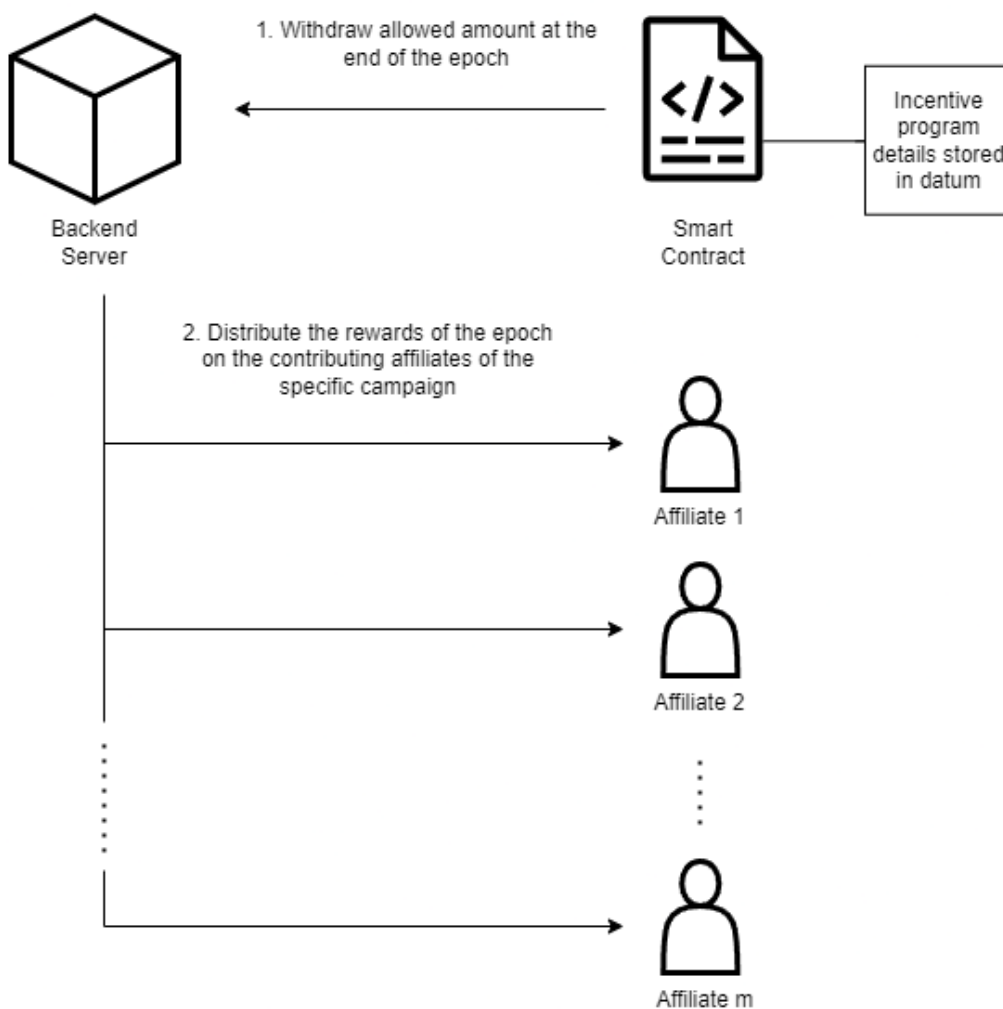 1. Withdraw allowed amount at the
end of the epoch
</>
Incentive
program
details stored
in datum
Backend
Server
Smart
Contract
2. Distribute the rewards of the epoch
on the contributing affiliates of the
specific campaign
Affiliate 1
Affiliate 2
Affiliate m